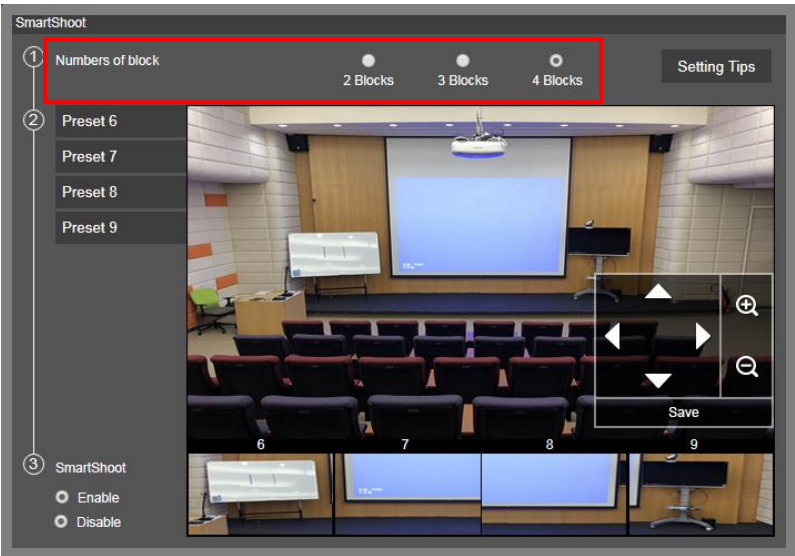 SmartShoot
1 Numbers of block
2 Blocks 3 Blocks 4 Blocks
Setting Tips
2 Preset 6
Preset 7
Preset 8
Preset 9
Save
6 7 8 9
3 SmartShoot
Enable
Disable